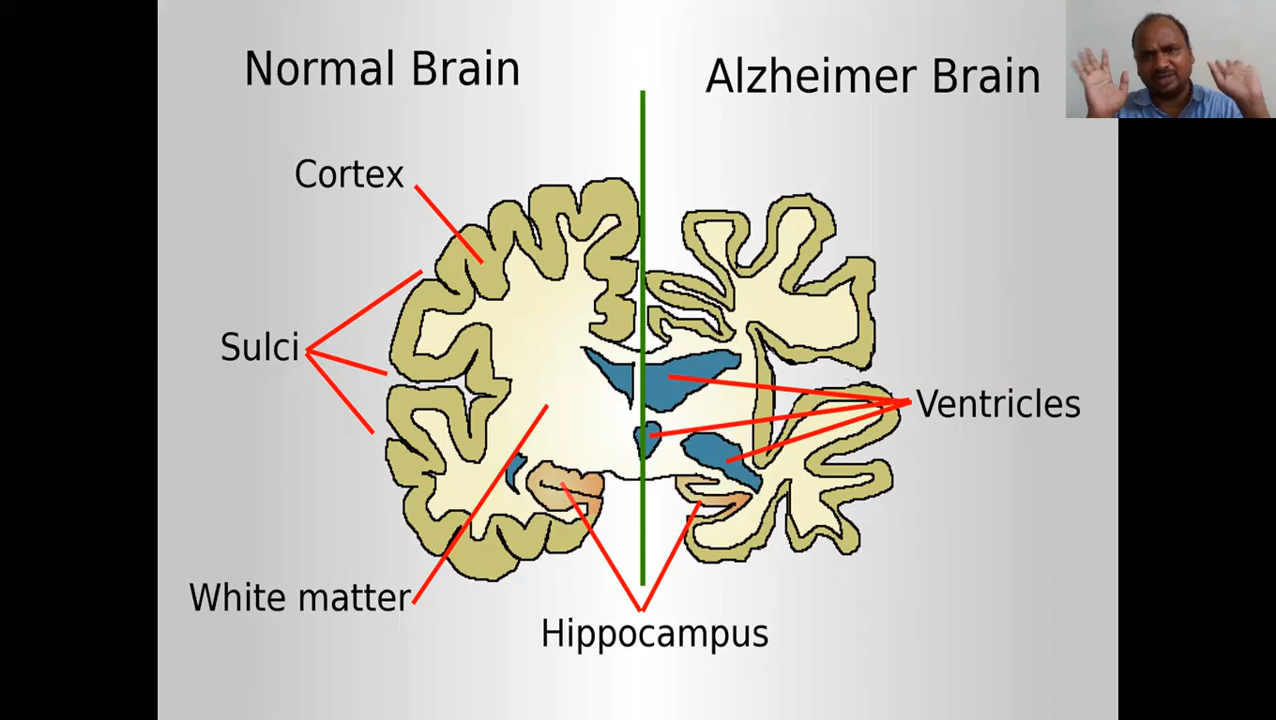 Normal Brain
Alzheimer Brain
Cortex
Sulci
Ventricles
White matter
Hippocampus